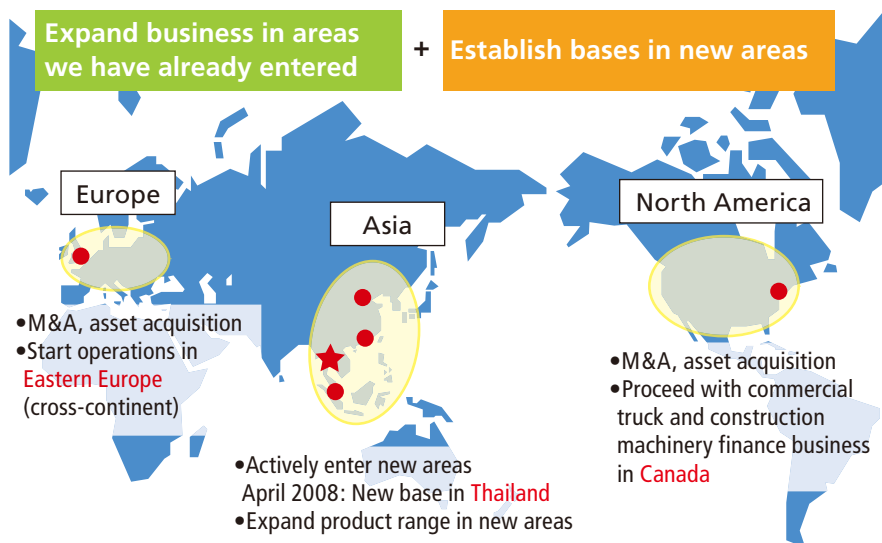 Expand business in areas
we have already entered
+
Establish bases in new areas
Europe
Asia
North America
•M&A, asset acquisition
•Start operations in
Eastern Europe
(cross-continent)
•Actively enter new areas
April 2008: New base in Thailand
•Expand product range in new areas
•M&A, asset acquisition
•Proceed with commercial
truck and construction
machinery finance business
in Canada